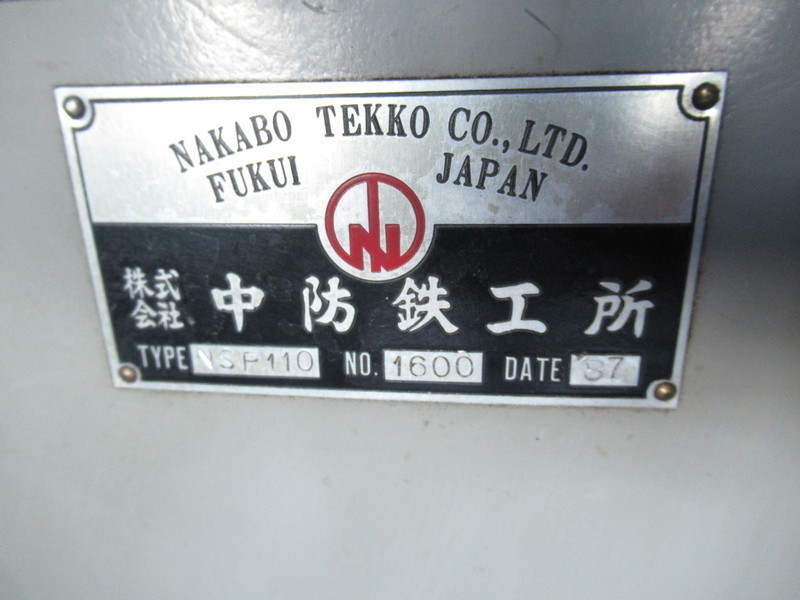 NAKABO TEKKO CO., LTD.
FUKUI JAPAN
株式会社 中防鉄工所
TYPE NSP110 NO. 1600 DATE '87